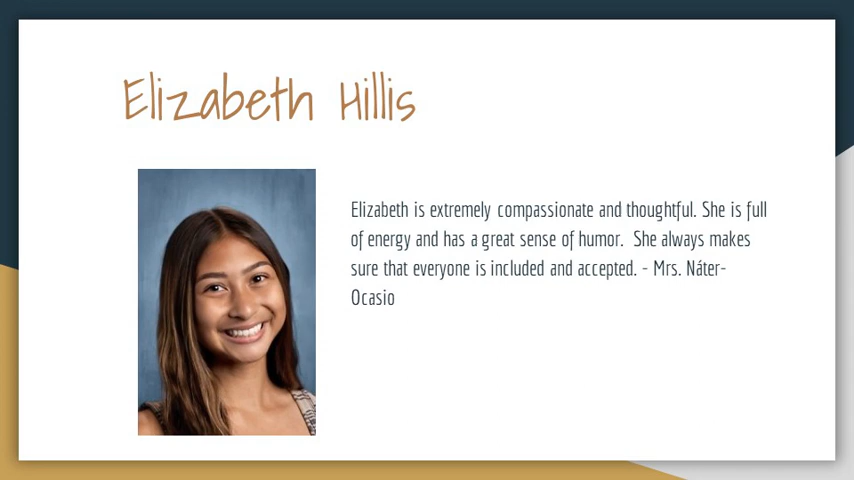 Elizabeth Hillis
Elizabeth is extremely compassionate and thoughtful. She is full
of energy and has a great sense of humor.  She always makes
sure that everyone is included and accepted. - Mrs. Náter-
Ocasio